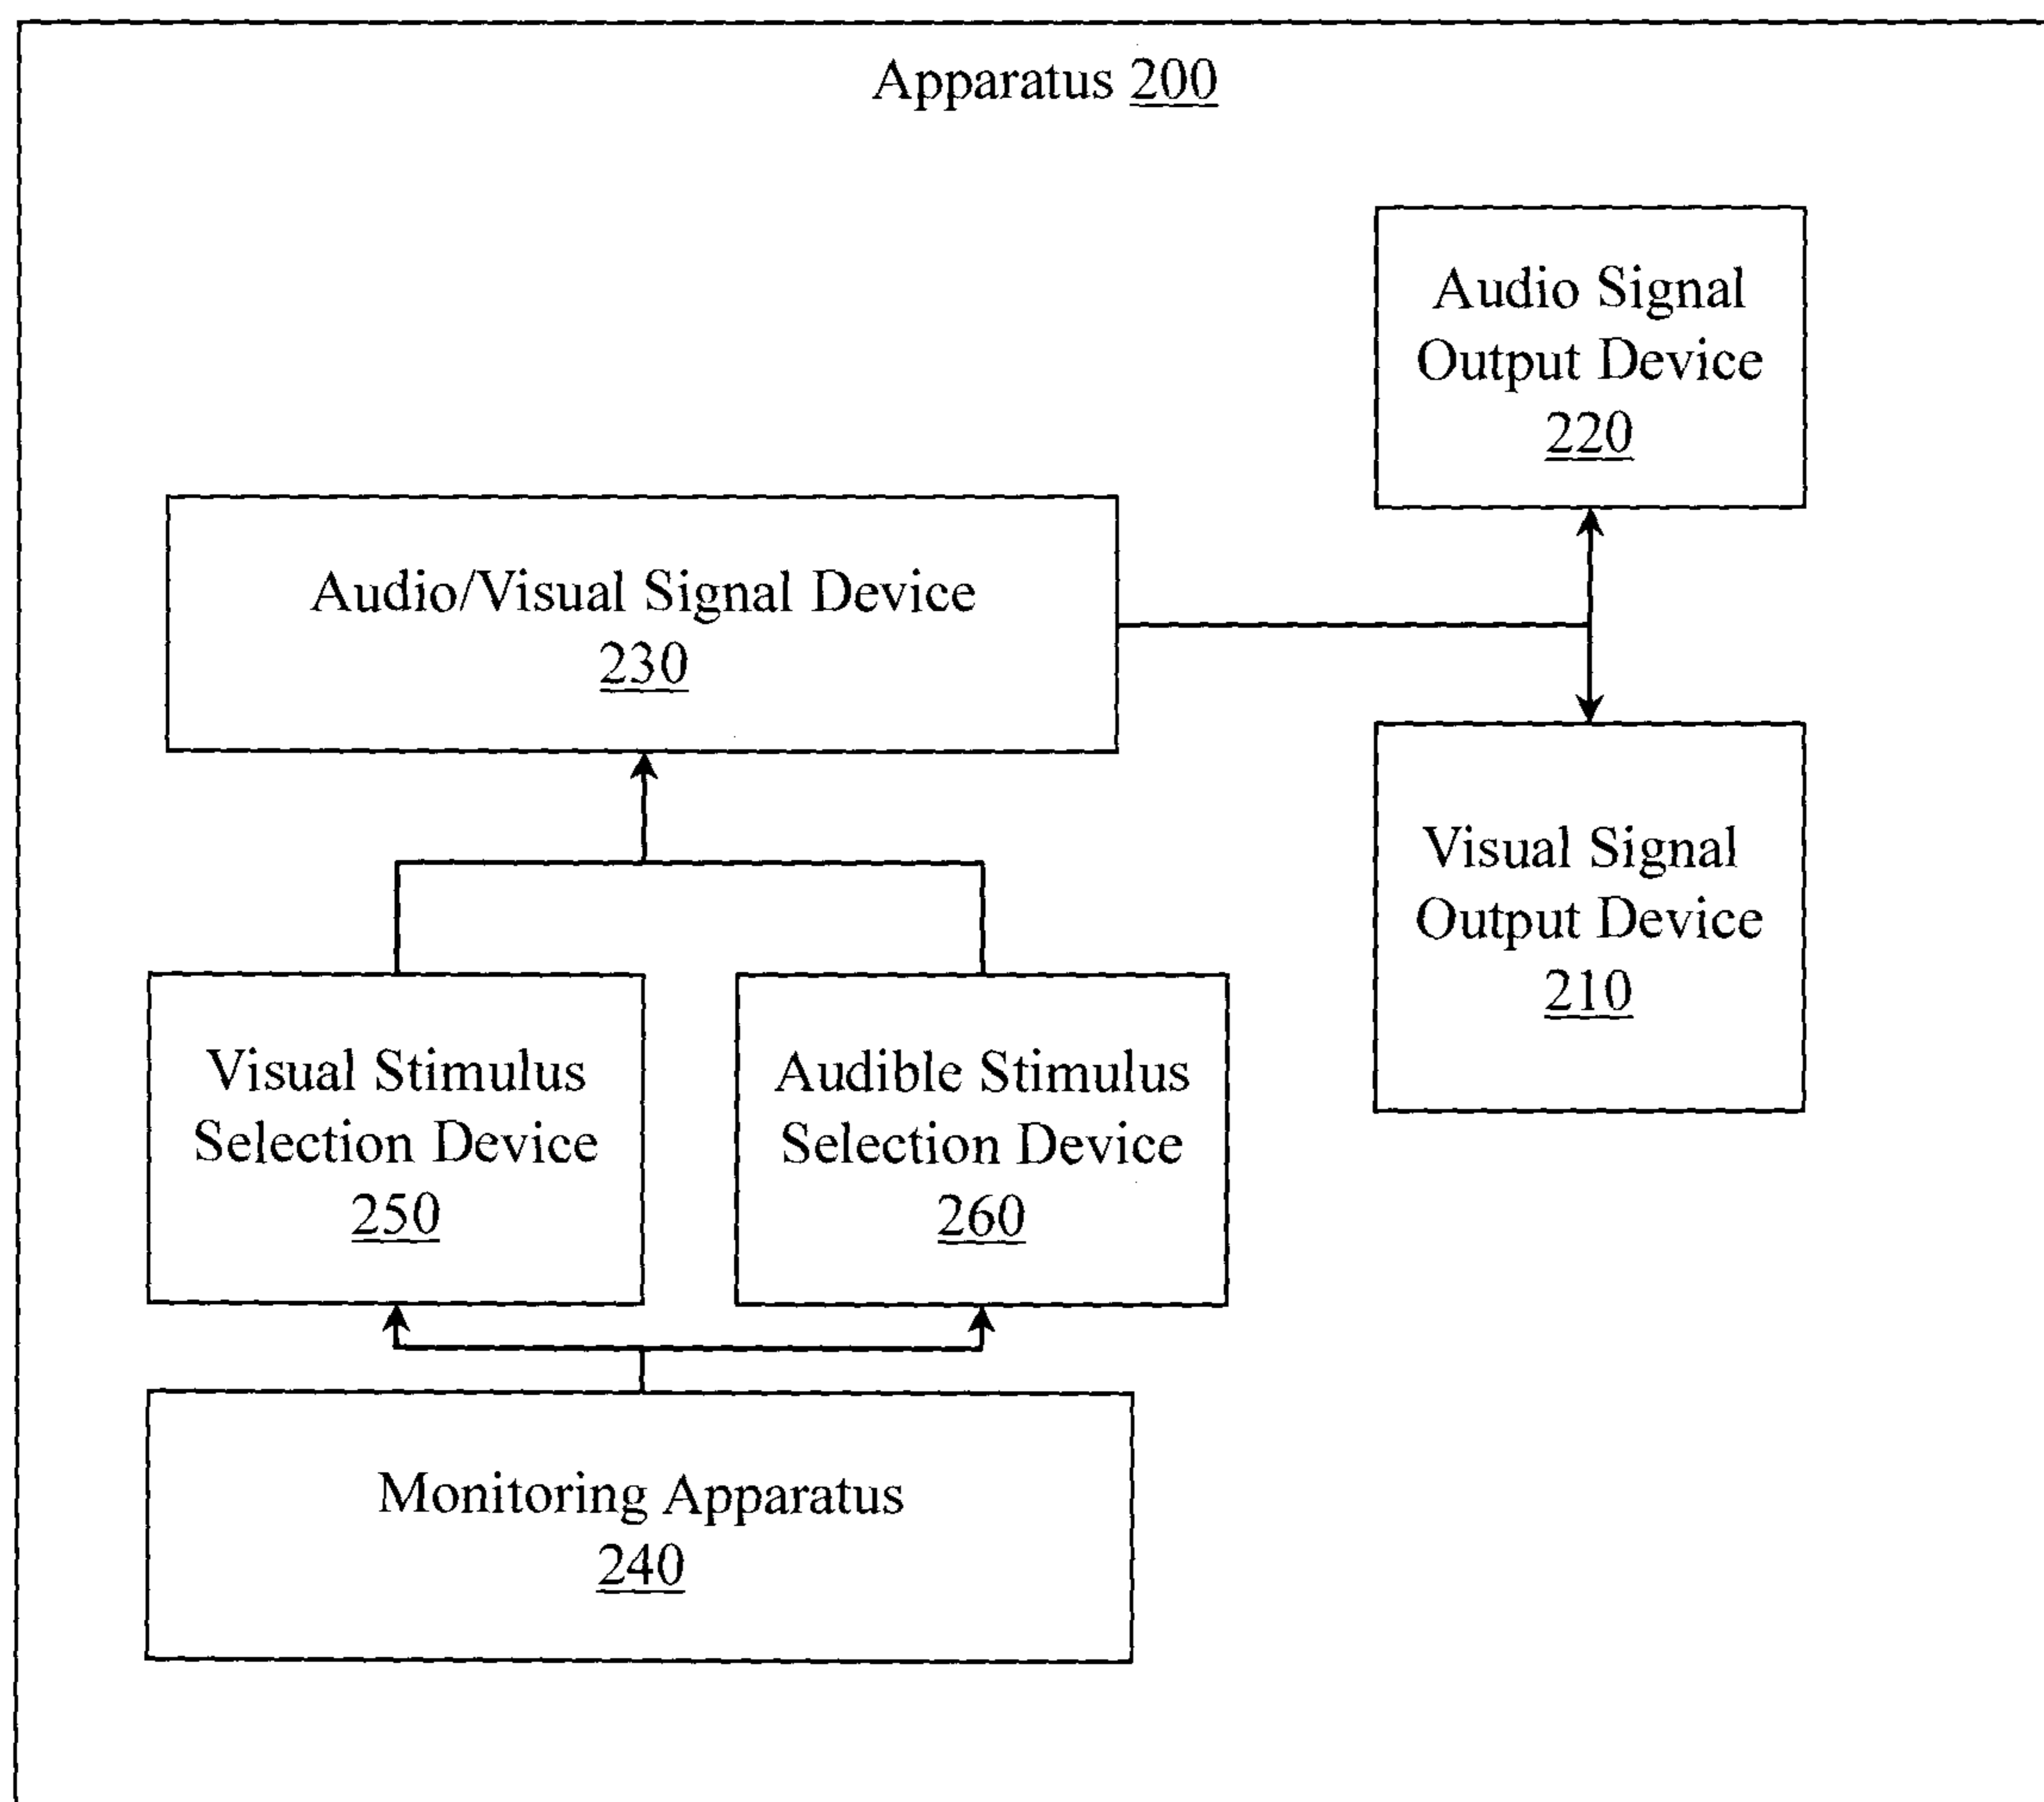 Apparatus 200
Audio Signal
Output Device
220
Audio/Visual Signal Device
230
Visual Signal
Output Device
210
Visual Stimulus
Selection Device
250
Audible Stimulus
Selection Device
260
Monitoring Apparatus
240